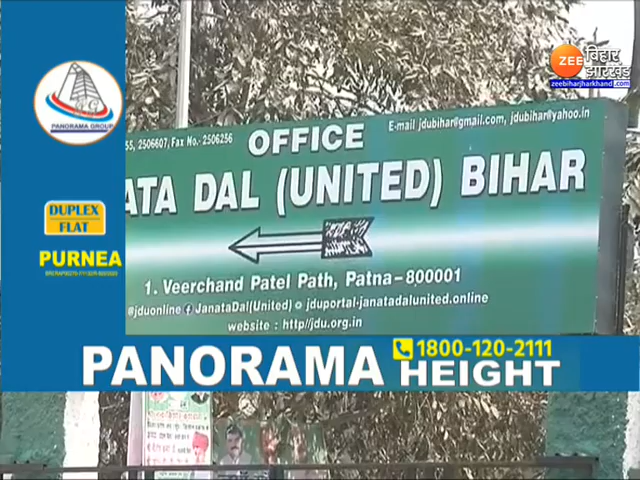 PANORAMA GROUP
DUPLEX
FLAT
PURNEA
ZEE
बिहार
झारखंड
zeebiharjharkhand.com
55, 2506607, Fax No.- 2506256
OFFICE
E-mail jdubihar@gmail.com, jdubihar@yahoo.in
ATA DAL (UNITED) BIHAR
1. Veerchand Patel Path, Patna-800001
@jduonline JanataDal(United) jduportal-janatadalunited.online
website : http//jdu.org.in
PANORAMA
1800-120-2111
HEIGHT